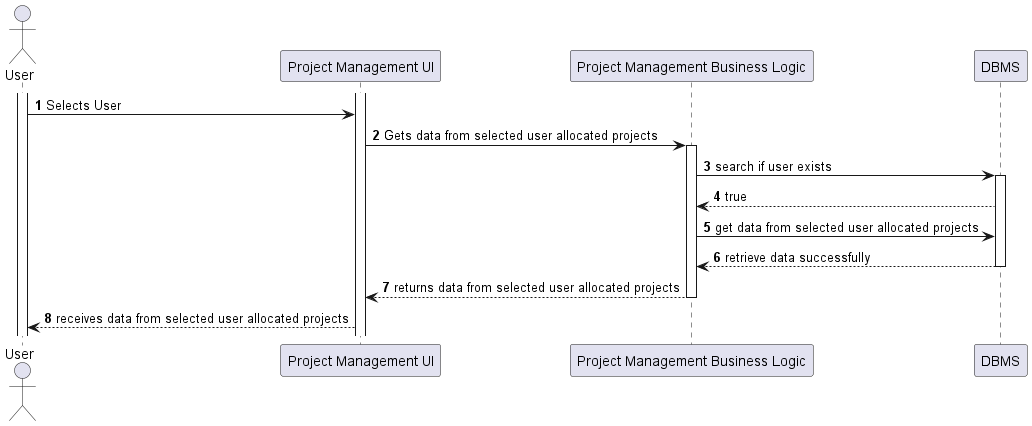 User
Project Management UI
Project Management Business Logic
DBMS
1 Selects User
2 Gets data from selected user allocated projects
3 search if user exists
4 true
5 get data from selected user allocated projects
6 retrieve data successfully
7 returns data from selected user allocated projects
8 receives data from selected user allocated projects
User
Project Management UI
Project Management Business Logic
DBMS